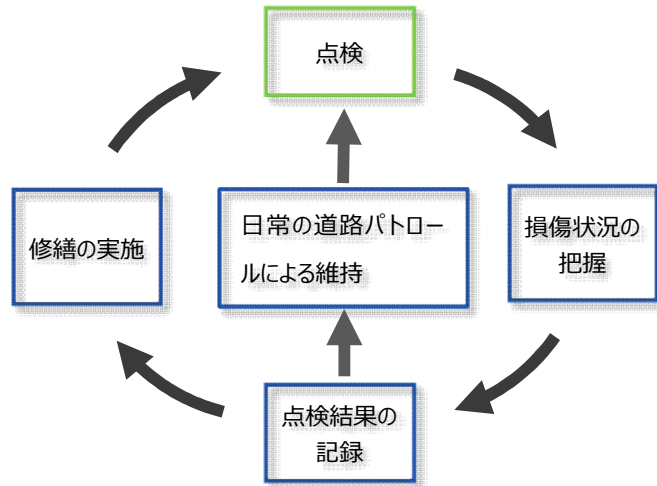 点検
修繕の実施
日常の道路パトロー
ルによる維持
損傷状況の
把握
点検結果の
記録